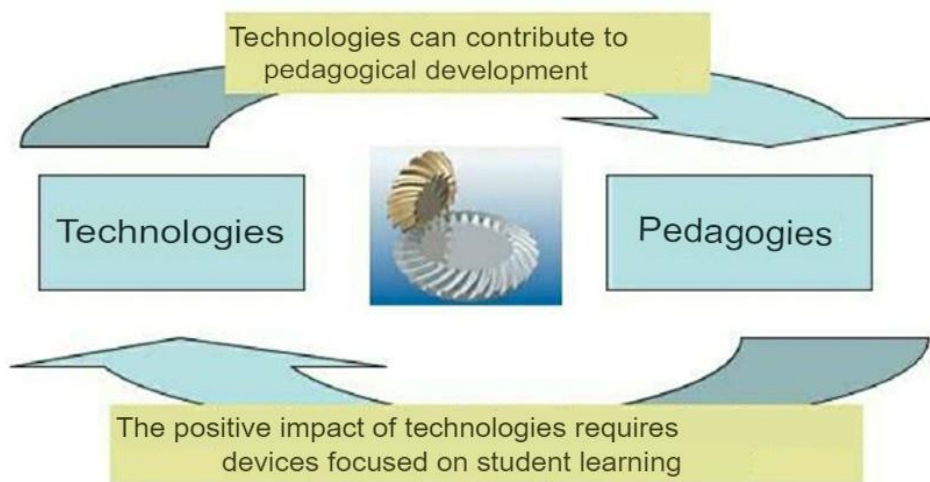 Technologies can contribute to
pedagogical development
Technologies
Pedagogies
The positive impact of technologies requires
devices focused on student learning